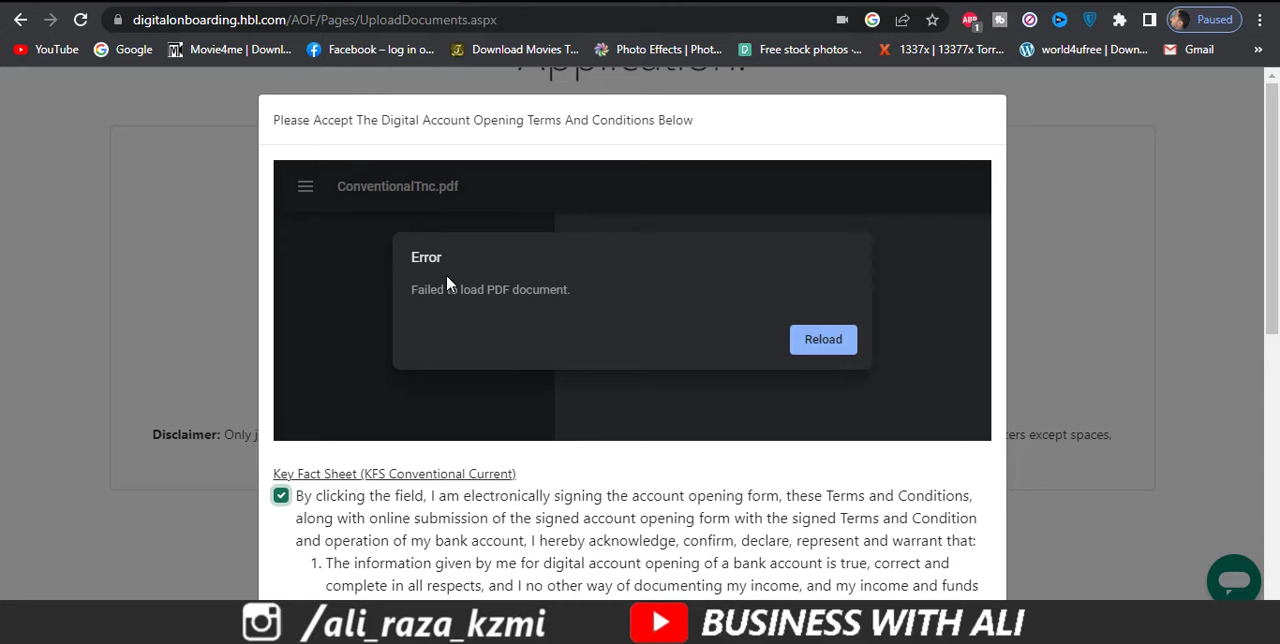 digitalonboarding.hbl.com/AOF/Pages/UploadDocuments.aspx
ABP
1
Paused
YouTube
Google
Movie4me | Downl...
Facebook – log in o...
Download Movies T...
Photo Effects | Phot...
Free stock photos -...
1337x | 13377x Torr...
world4ufree | Down...
Gmail
»
Application.
Please Accept The Digital Account Opening Terms And Conditions Below
ConventionalTnc.pdf
Error
Failed to load PDF document.
Reload
Disclaimer: Only
ters except spaces,
Key Fact Sheet (KFS Conventional Current)
By clicking the field, I am electronically signing the account opening form, these Terms and Conditions,
along with online submission of the signed account opening form with the signed Terms and Condition
and operation of my bank account, I hereby acknowledge, confirm, declare, represent and warrant that:
1. The information given by me for digital account opening of a bank account is true, correct and
complete in all respects, and I no other way of documenting my income, and my income and funds
/ali_raza_kzmi
BUSINESS WITH ALI